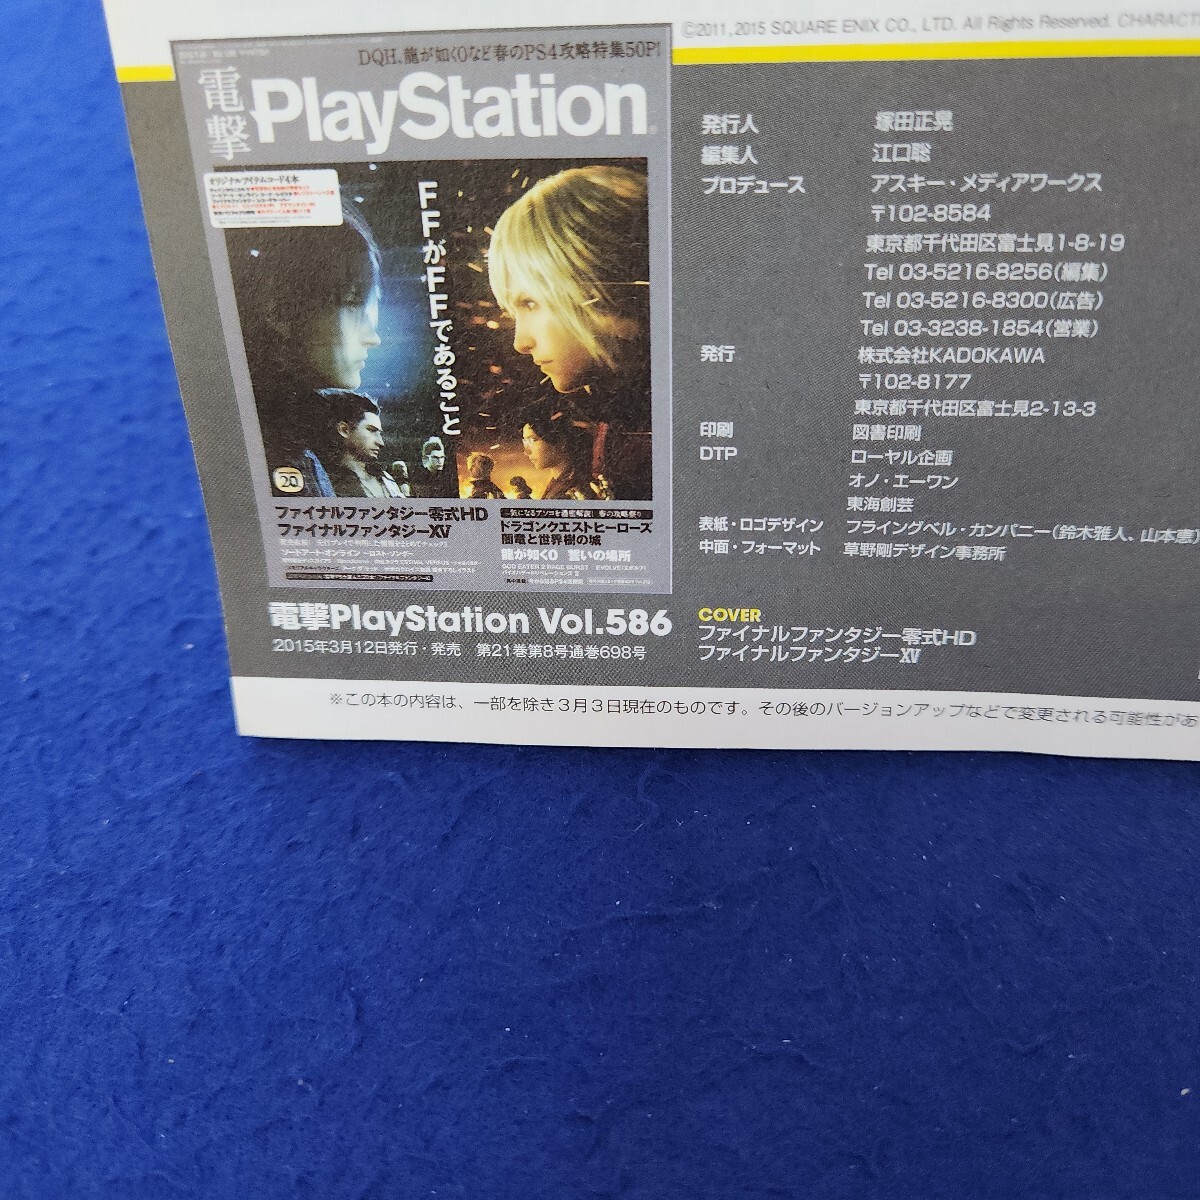 ©2011, 2015 SQUARE ENIX CO., LTD. All Rights Reserved. CHARACT
DQH、龍が如く0など春のPS4攻略特集50P!
電撃PlayStation
オリジナルアイテムコード4本
FFがFFであること
20
ファイナルファンタジー零式HD
ファイナルファンタジーXV
ソードアート・オンライン ―ロスト・ソング―
ドラゴンクエストヒーローズ
闇竜と世界樹の城
龍が如く0 誓いの場所
GOD EATER 2 RAGE BURST
電撃PlayStation Vol.586
2015年3月12日発行・発売 第21巻第8号通巻698号
発行人 塚田正晃
編集人 江口聡
プロデュース アスキー・メディアワークス
〒102-8584
東京都千代田区富士見1-8-19
Tel 03-5216-8256(編集)
Tel 03-5216-8300(広告)
Tel 03-3238-1854(営業)
発行 株式会社KADOKAWA
〒102-8177
東京都千代田区富士見2-13-3
印刷 図書印刷
DTP ローヤル企画
オノ・エーワン
東海創芸
表紙・ロゴデザイン フライングベル・カンパニー(鈴木雅人、山本恵)
中面・フォーマット 草野剛デザイン事務所
COVER
ファイナルファンタジー零式HD
ファイナルファンタジーXV
※この本の内容は、一部を除き3月3日現在のものです。その後のバージョンアップなどで変更される可能性があ